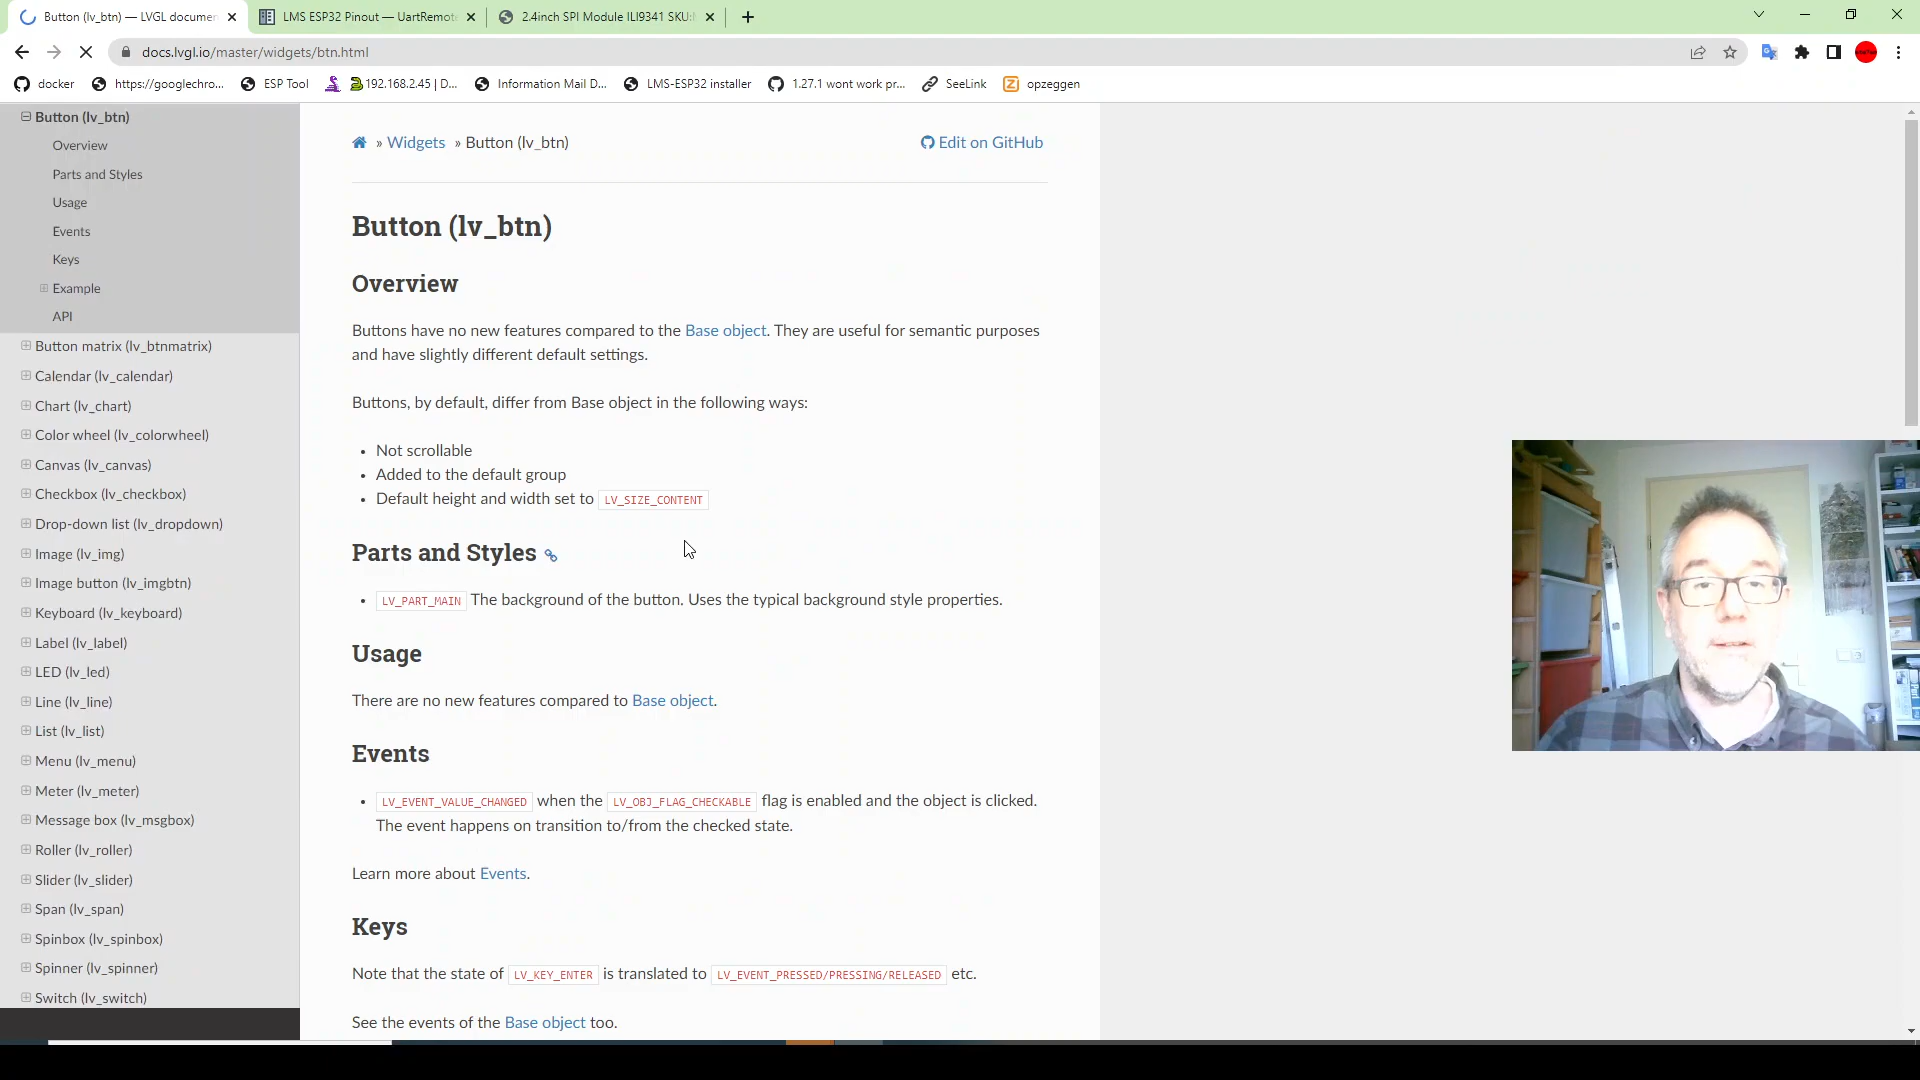 Button (lv_btn) — LVGL documen
LMS ESP32 Pinout — UartRemote
2.4inch SPI Module ILI9341 SKU:
docs.lvgl.io/master/widgets/btn.html
docker
https://googlechro...
ESP Tool
192.168.2.45 | D...
Information Mail D...
LMS-ESP32 installer
1.27.1 wont work pr...
SeeLink
opzeggen
Button (lv_btn)
Overview
Parts and Styles
Usage
Events
Keys
Example
API
Button matrix (lv_btnmatrix)
Calendar (lv_calendar)
Chart (lv_chart)
Color wheel (lv_colorwheel)
Canvas (lv_canvas)
Checkbox (lv_checkbox)
Drop-down list (lv_dropdown)
Image (lv_img)
Image button (lv_imgbtn)
Keyboard (lv_keyboard)
Label (lv_label)
LED (lv_led)
Line (lv_line)
List (lv_list)
Menu (lv_menu)
Meter (lv_meter)
Message box (lv_msgbox)
Roller (lv_roller)
Slider (lv_slider)
Span (lv_span)
Spinbox (lv_spinbox)
Spinner (lv_spinner)
Switch (lv_switch)
» Widgets » Button (lv_btn)
Edit on GitHub
Button (lv_btn)
Overview
Buttons have no new features compared to the Base object. They are useful for semantic purposes
and have slightly different default settings.
Buttons, by default, differ from Base object in the following ways:
• Not scrollable
• Added to the default group
• Default height and width set to LV_SIZE_CONTENT
Parts and Styles
• LV_PART_MAIN The background of the button. Uses the typical background style properties.
Usage
There are no new features compared to Base object.
Events
• LV_EVENT_VALUE_CHANGED when the LV_OBJ_FLAG_CHECKABLE flag is enabled and the object is clicked.
The event happens on transition to/from the checked state.
Learn more about Events.
Keys
Note that the state of LV_KEY_ENTER is translated to LV_EVENT_PRESSED/PRESSING/RELEASED etc.
See the events of the Base object too.